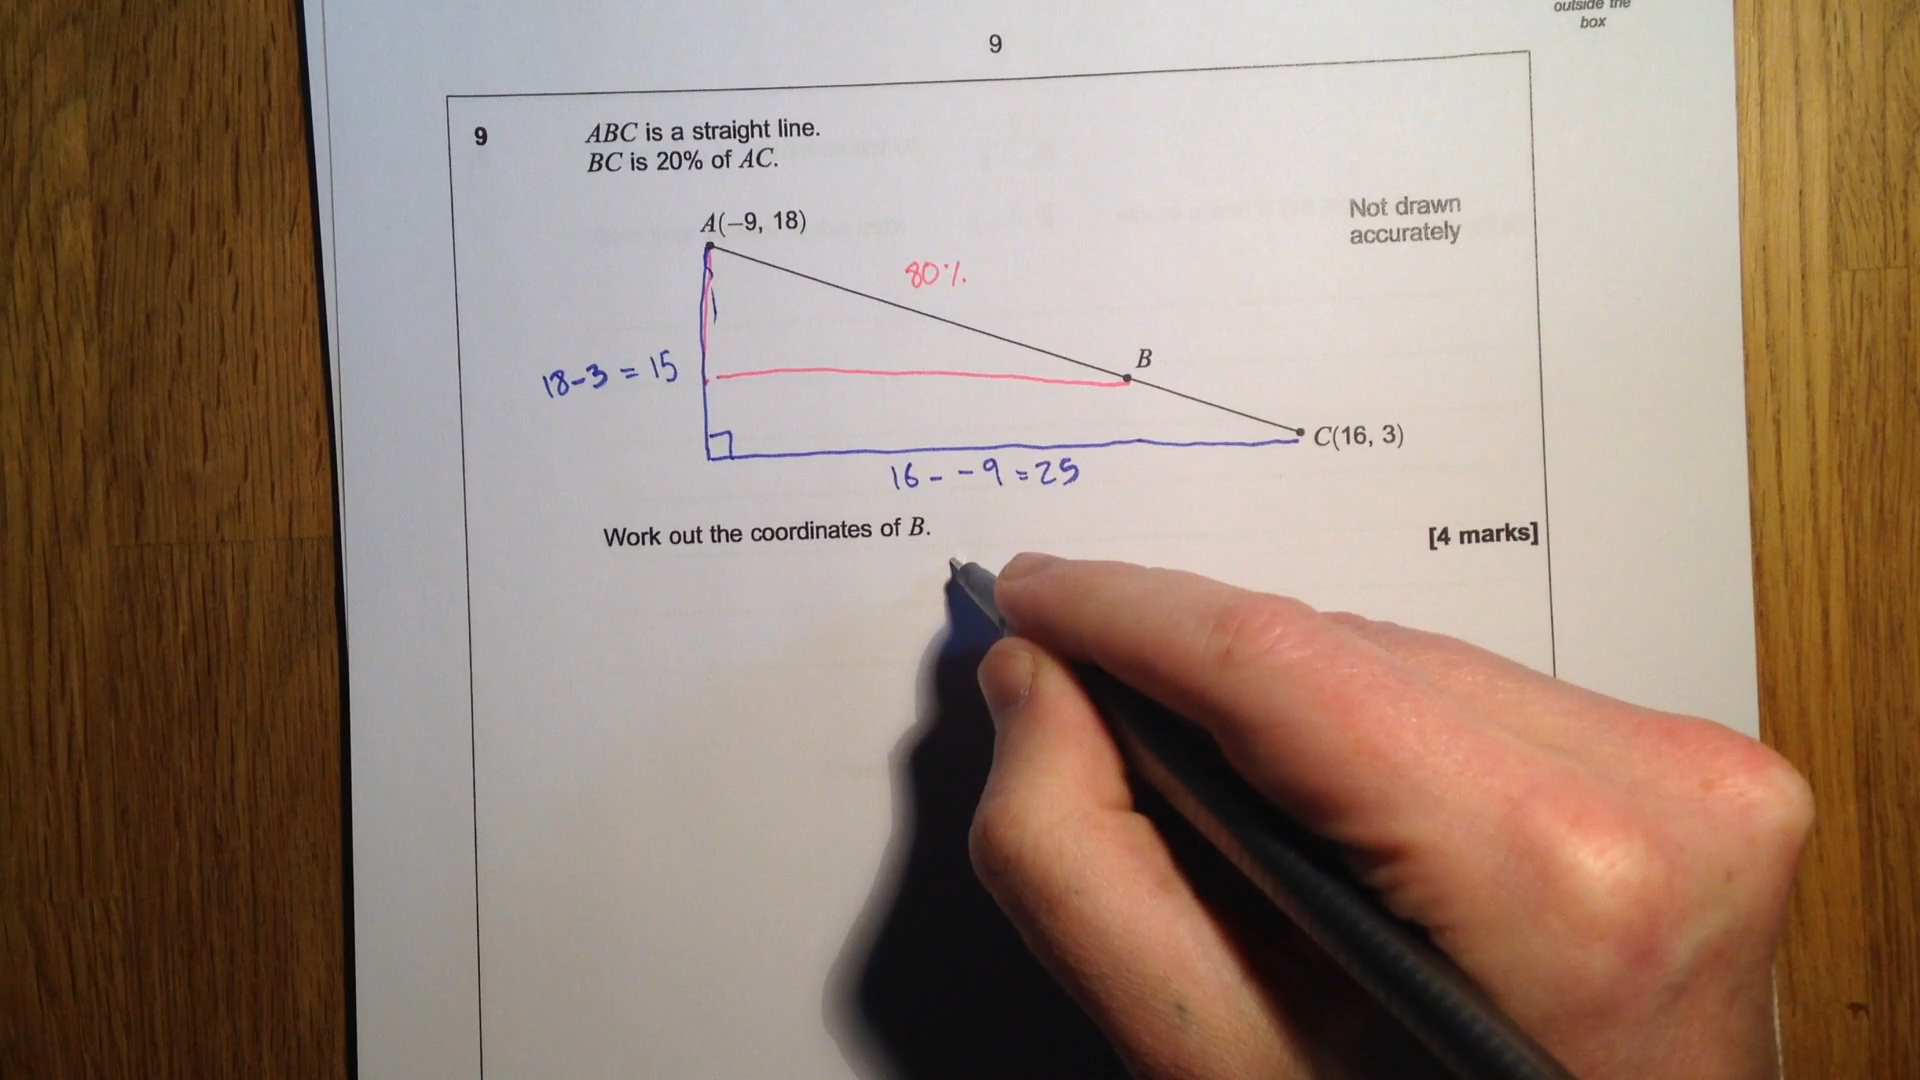 outside the
box
9
9 ABC is a straight line.
BC is 20% of AC.
Not drawn
accurately
A(−9, 18)
80%
B
18-3 = 15
C(16, 3)
16 - - 9 = 25
Work out the coordinates of B.
[4 marks]